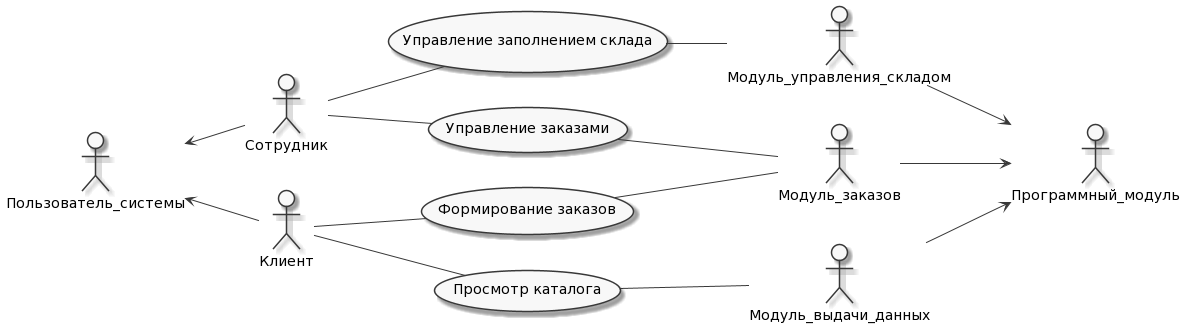 Управление заполнением склада
Модуль_управления_складом
Сотрудник
Управление заказами
Пользователь_системы
Модуль_заказов
Программный_модуль
Формирование заказов
Клиент
Просмотр каталога
Модуль_выдачи_данных